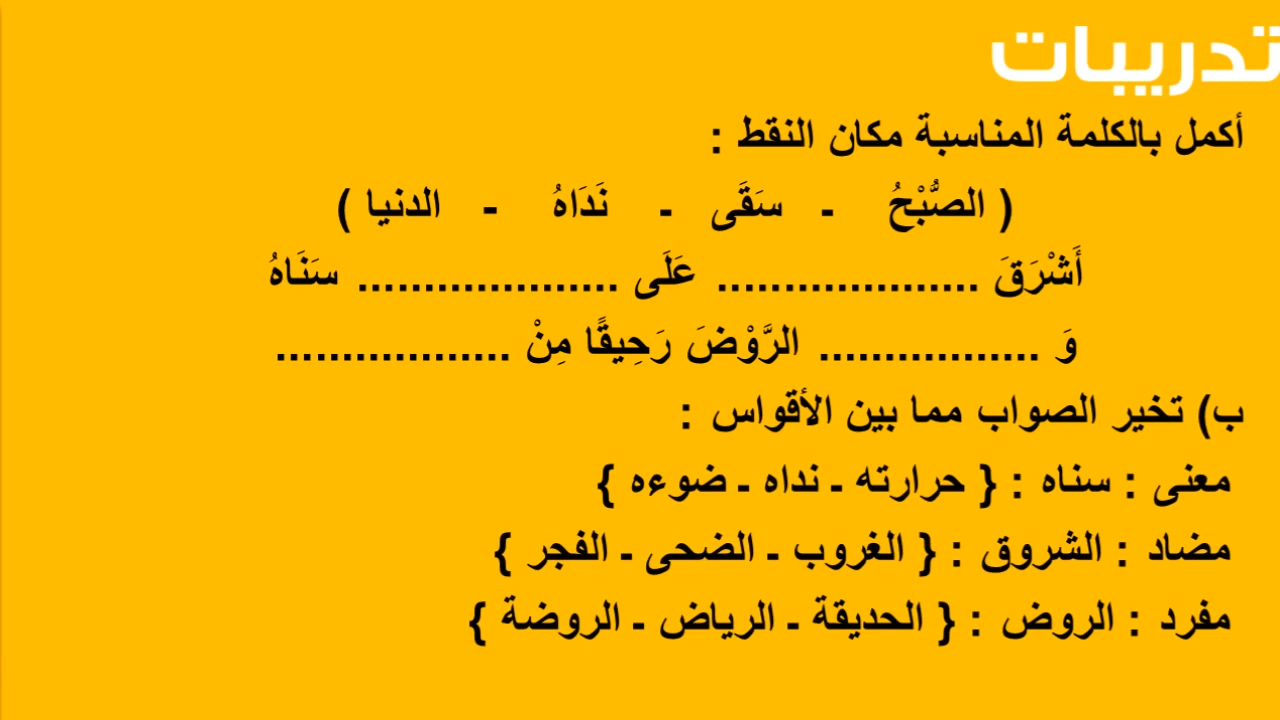 تدريبات
أكمل بالكلمة المناسبة مكان النقط :
( الصُّبْحُ - سَقَى - نَدَاهُ - الدنيا )
أَشْرَقَ .................... عَلَى .................... سَنَاهُ
وَ ................. الرَّوْضَ رَحِيقًا مِنْ ..................
ب) تخير الصواب مما بين الأقواس :
معنى : سناه : { حرارته - نداه - ضوءه }
مضاد : الشروق : { الغروب - الضحى - الفجر }
مفرد : الروض : { الحديقة - الرياض - الروضة }